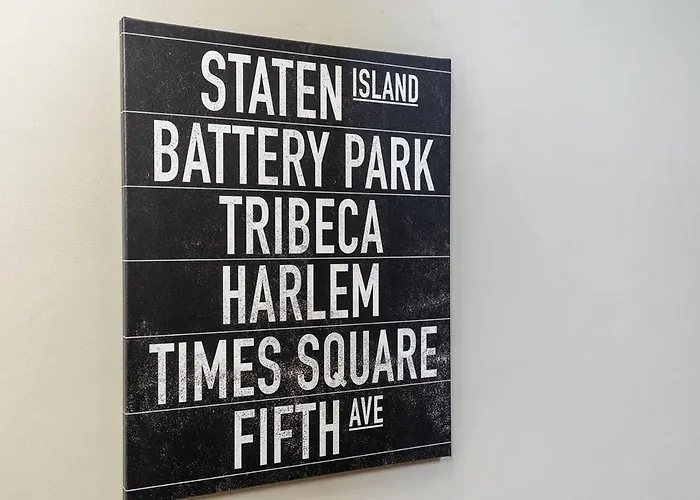 STATEN ISLAND
BATTERY PARK
TRIBECA
HARLEM
TIMES SQUARE
FIFTH AVE